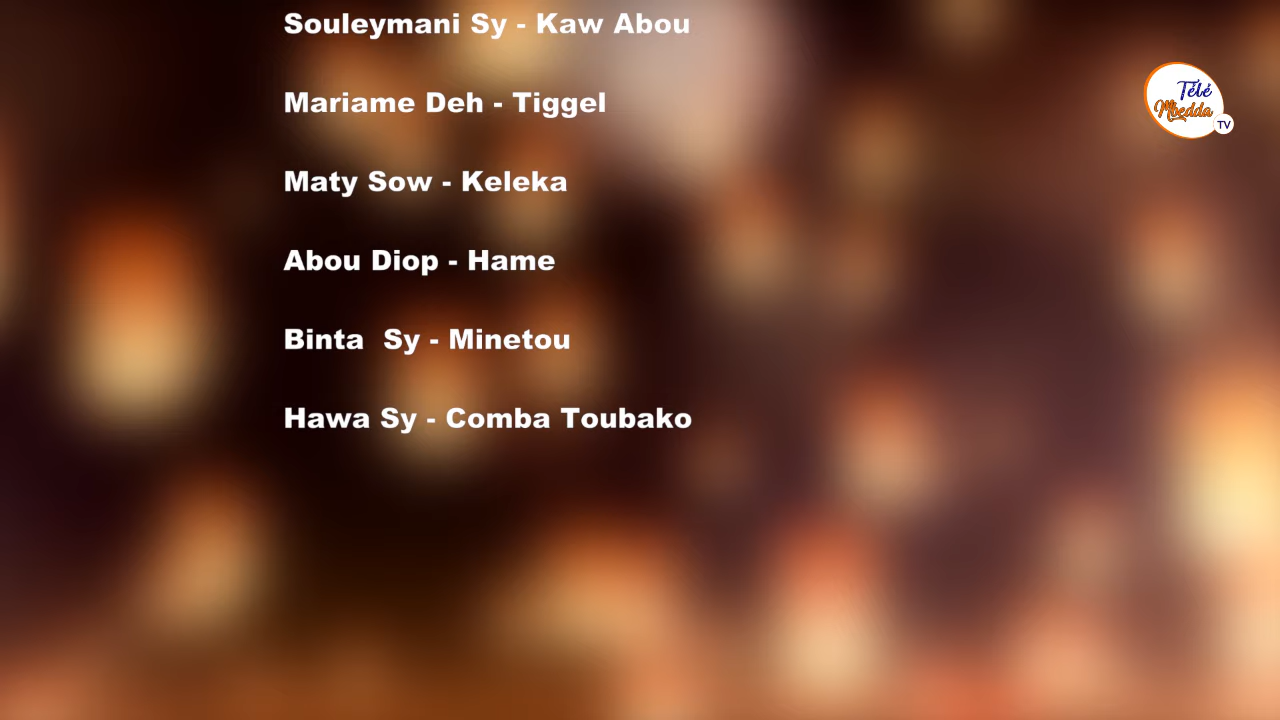 Souleymani Sy - Kaw Abou
Mariame Deh - Tiggel
Maty Sow - Keleka
Abou Diop - Hame
Binta  Sy - Minetou
Hawa Sy - Comba Toubako
Télé
Mbedda
TV